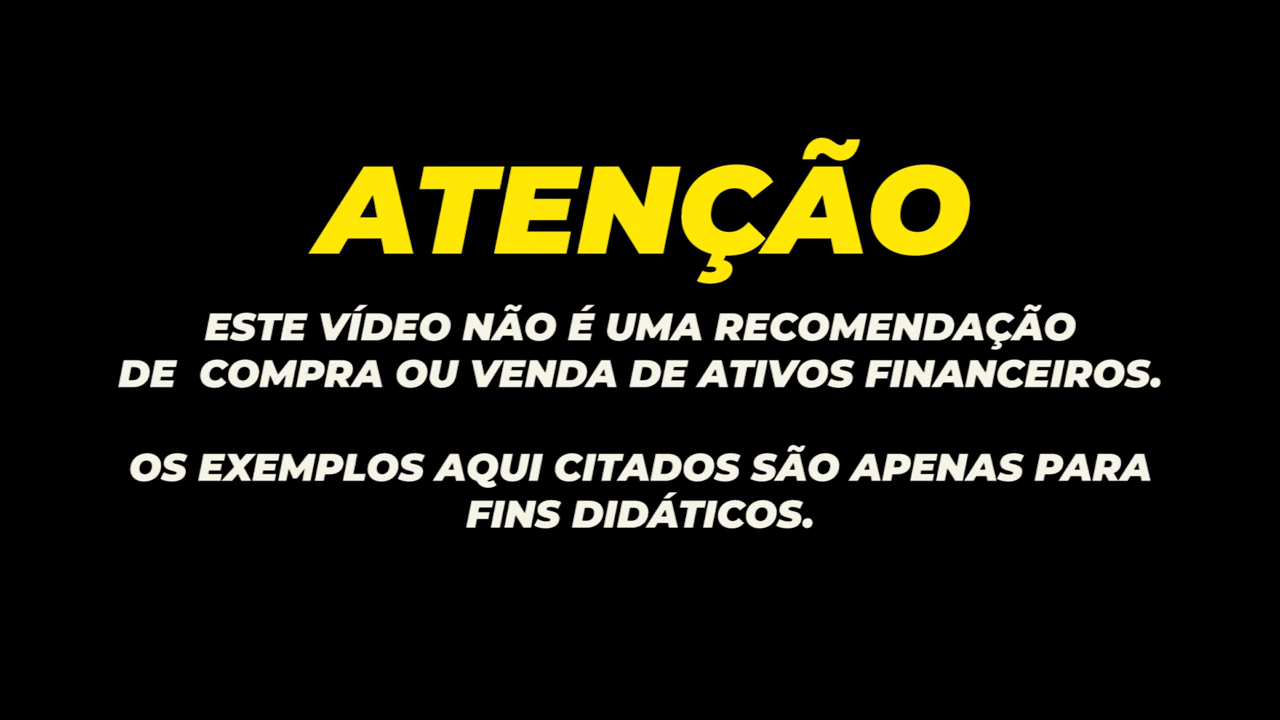 ATENÇÃO
ESTE VÍDEO NÃO É UMA RECOMENDAÇÃO
DE  COMPRA OU VENDA DE ATIVOS FINANCEIROS.
OS EXEMPLOS AQUI CITADOS SÃO APENAS PARA
FINS DIDÁTICOS.